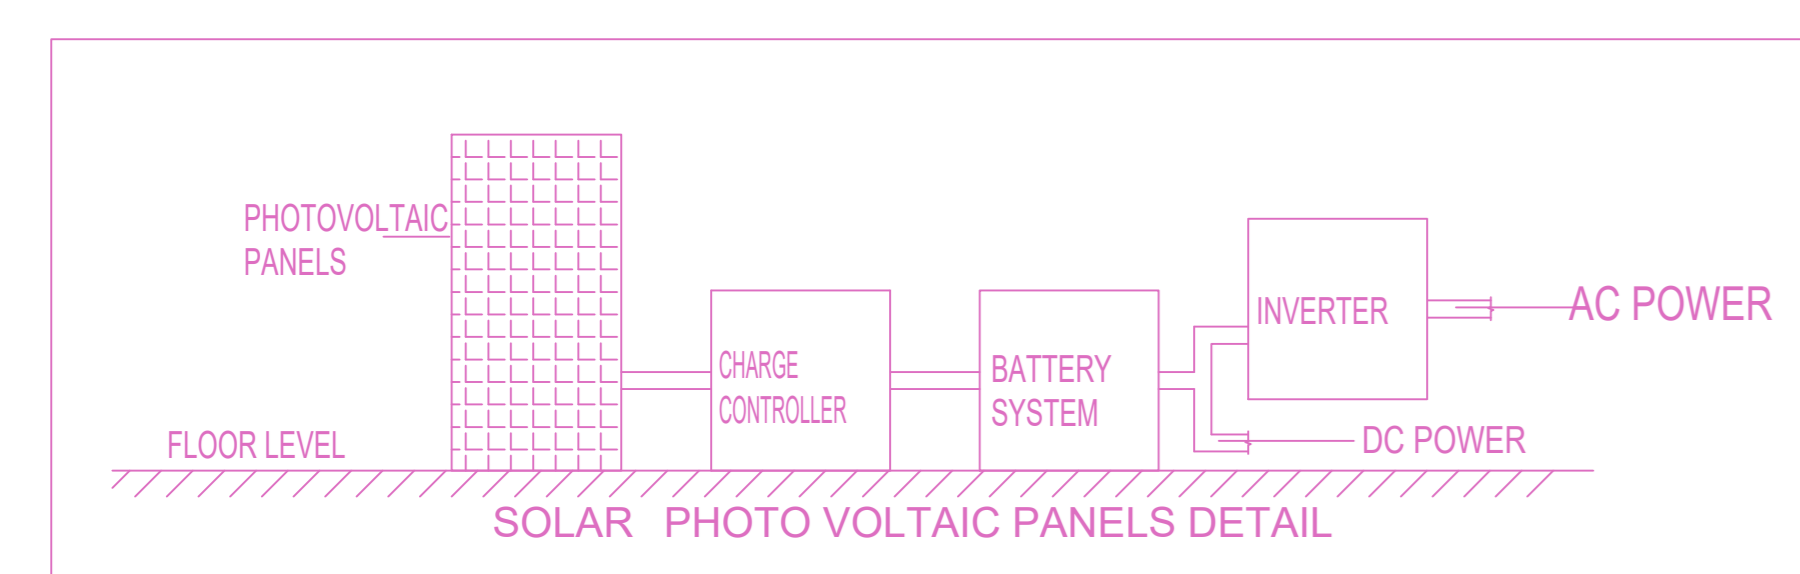 PHOTOVOLTAIC
PANELS
FLOOR LEVEL
CHARGE
CONTROLLER
BATTERY
SYSTEM
INVERTER
AC POWER
DC POWER
SOLAR PHOTO VOLTAIC PANELS DETAIL